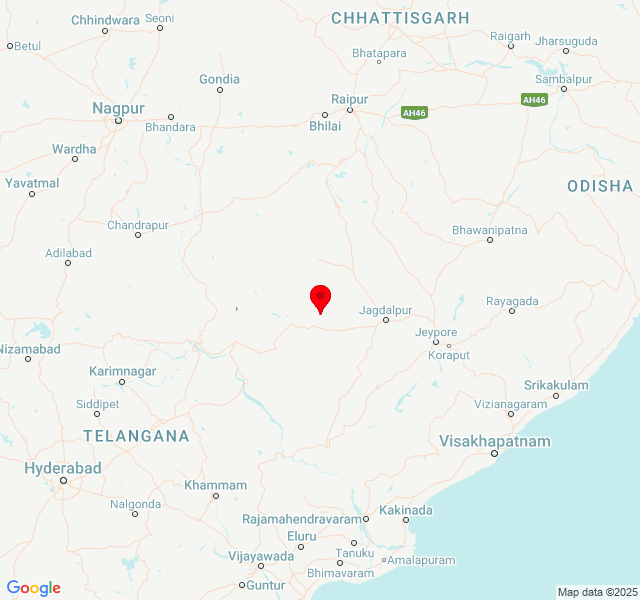 CHHATTISGARH
Chhindwara
Seoni
Betul
Raigarh
Jharsuguda
Bhatapara
Gondia
Sambalpur
Nagpur
Raipur
AH46
AH46
Bhandara
Bhilai
Wardha
Yavatmal
ODISHA
Chandrapur
Bhawanipatna
Adilabad
Jagdalpur
Rayagada
Jeypore
Nizamabad
Koraput
Karimnagar
Srikakulam
Siddipet
Vizianagaram
TELANGANA
Visakhapatnam
Hyderabad
Khammam
Nalgonda
Kakinada
Rajamahendravaram
Eluru
Tanuku
Amalapuram
Vijayawada
Bhimavaram
Guntur
Google
Map data ©2025